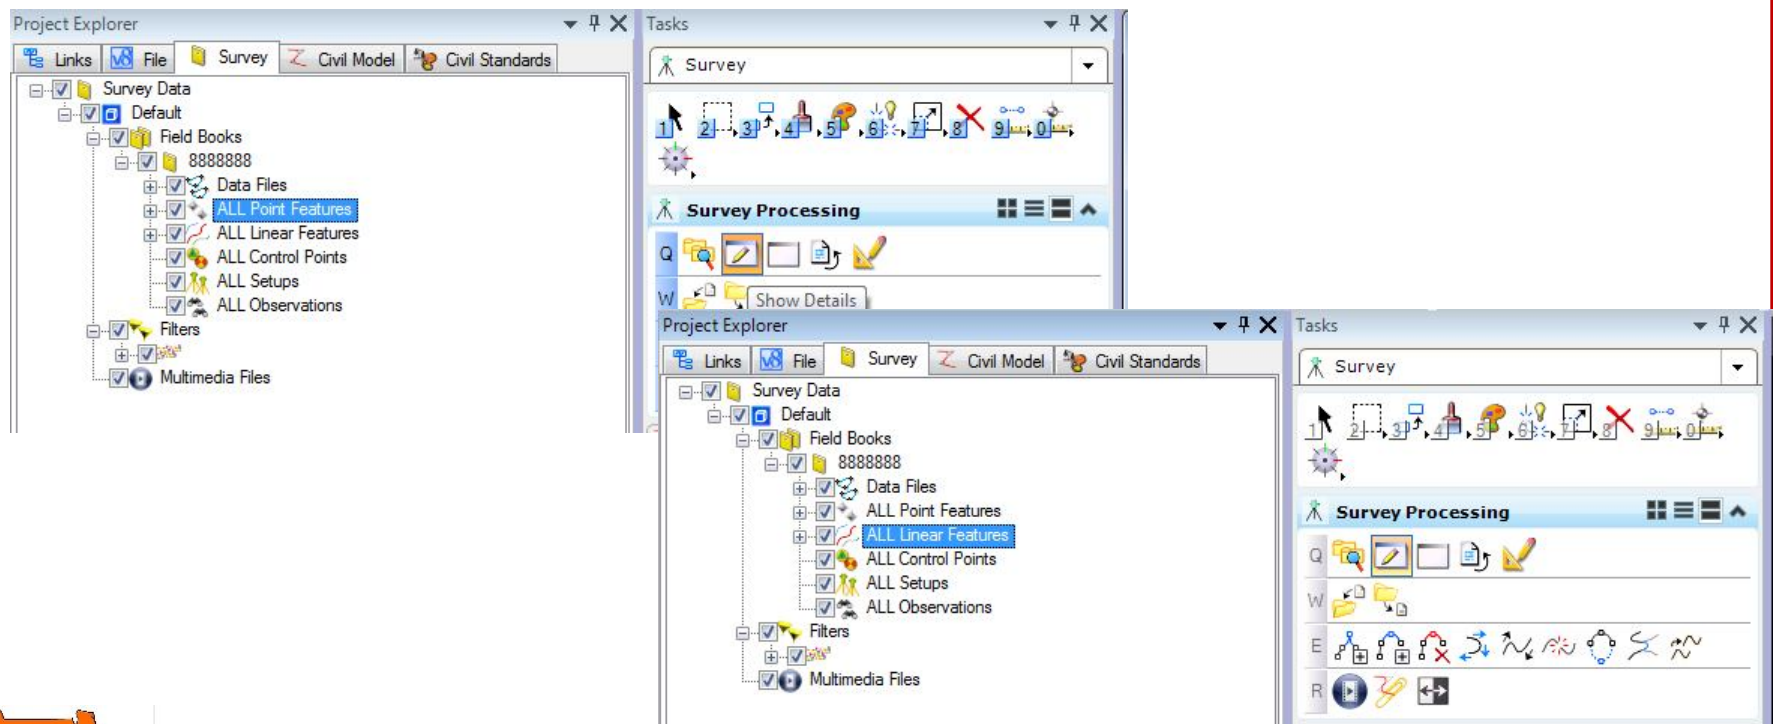 Project Explorer
Links File Survey Civil Model Civil Standards
Survey Data
Default
Field Books
8888888
Data Files
ALL Point Features
ALL Linear Features
ALL Control Points
ALL Setups
ALL Observations
Filters
Multimedia Files
Tasks
Survey
1 2 3 4 5 6 7 8 9 0
Survey Processing
Q
W
Show Details
Project Explorer
Links File Survey Civil Model Civil Standards
Survey Data
Default
Field Books
8888888
Data Files
ALL Point Features
ALL Linear Features
ALL Control Points
ALL Setups
ALL Observations
Filters
Multimedia Files
Tasks
Survey
1 2 3 4 5 6 7 8 9 0
Survey Processing
Q
W
E
R